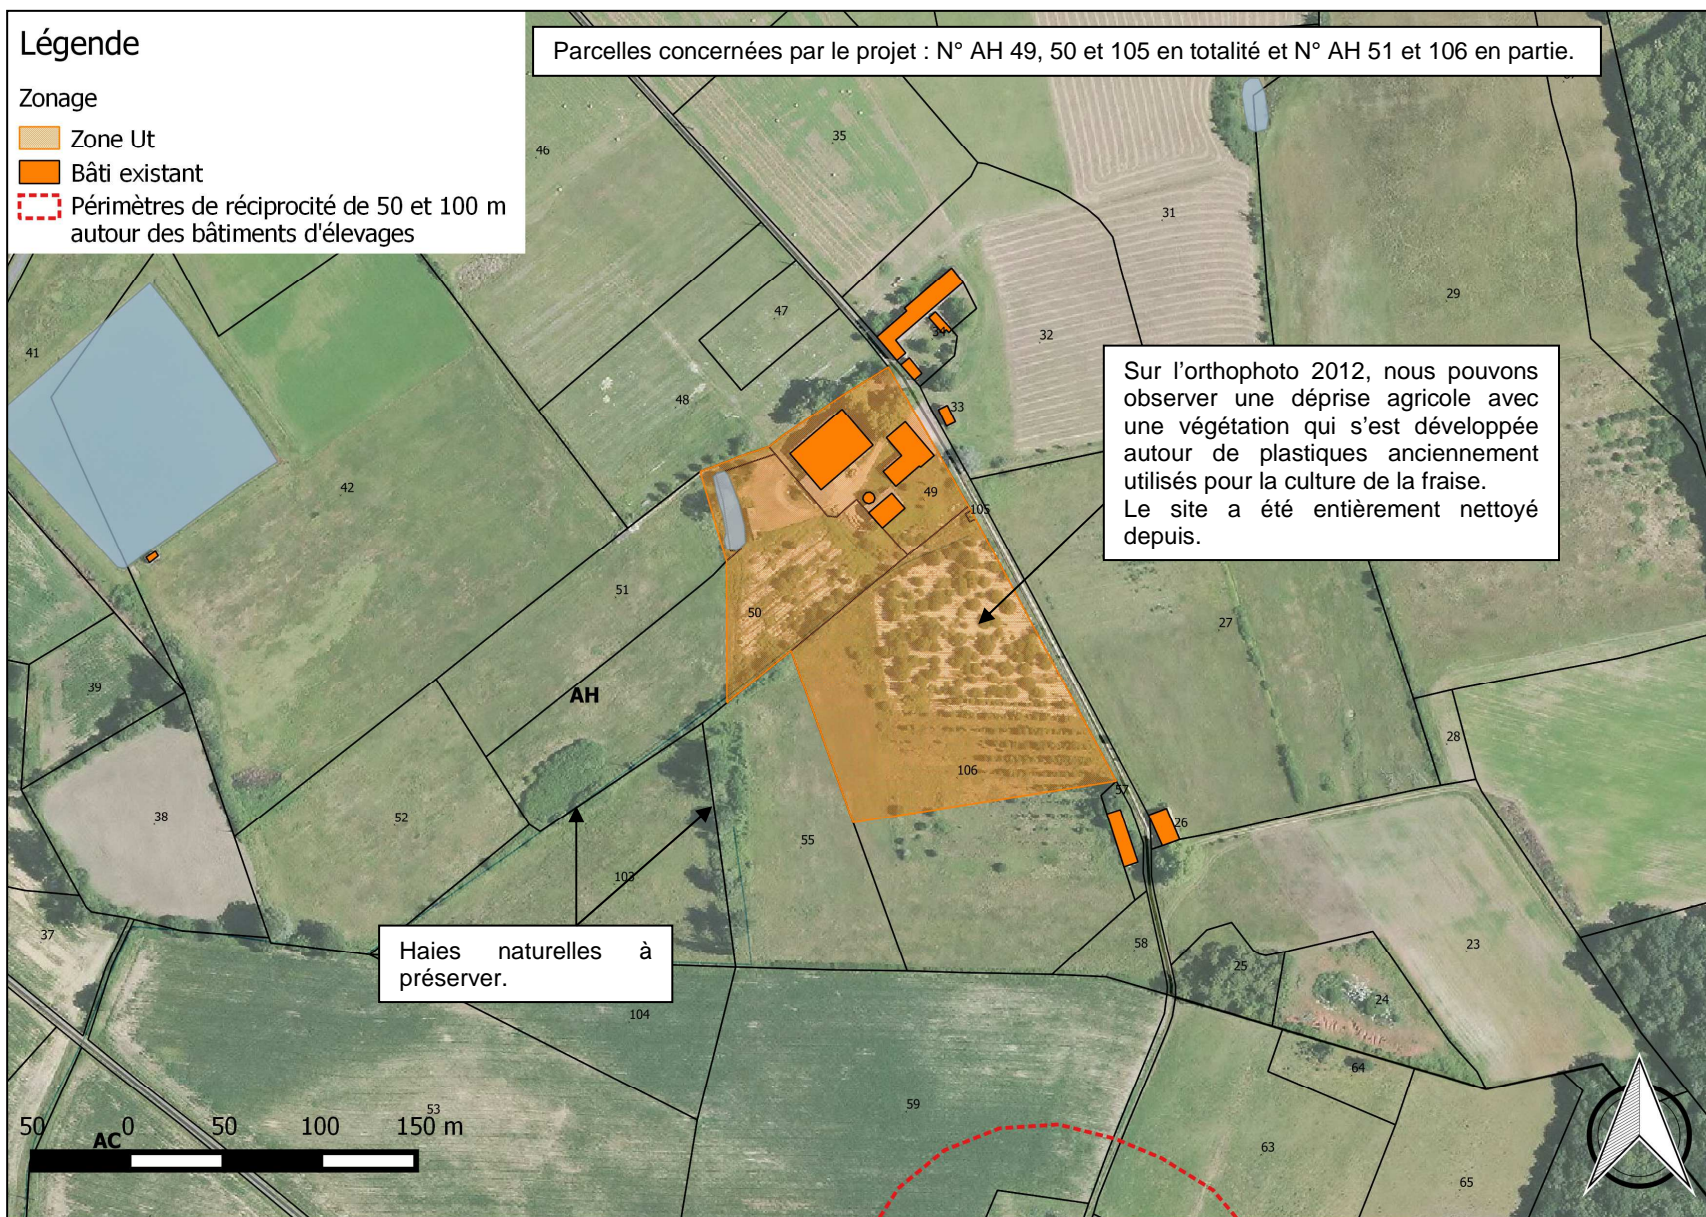 Légende
Zonage
Zone Ut
Bâti existant
Périmètres de réciprocité de 50 et 100 m
autour des bâtiments d'élevages
Parcelles concernées par le projet : N° AH 49, 50 et 105 en totalité et N° AH 51 et 106 en partie.
46
35
31
29
41
47
32
34
33
48
Sur l'orthophoto 2012, nous pouvons
observer une déprise agricole avec
une végétation qui s'est développée
autour de plastiques anciennement
utilisés pour la culture de la fraise.
Le site a été entièrement nettoyé
depuis.
42
49
105
51
50
27
39
AH
28
106
57
38
52
55
26
103
37
Haies naturelles à
préserver.
58
25
23
24
104
64
53
59
63
65
50 0 50 100 150 m
AC